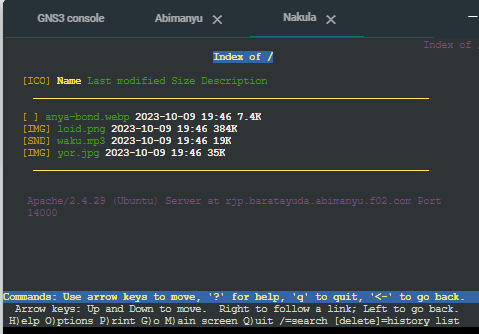 GNS3 console Abimanyu Nakula
Index of
Index of /
[ICO] Name Last modified Size Description
[ ] anya-bond.webp 2023-10-09 19:46 7.4K
[IMG] loid.png 2023-10-09 19:46 384K
[SND] waku.mp3 2023-10-09 19:46 19K
[IMG] yor.jpg 2023-10-09 19:46 35K
Apache/2.4.29 (Ubuntu) Server at rjp.baratayuda.abimanyu.f02.com Port
14000
Commands: Use arrow keys to move, '?' for help, 'q' to quit, '<-' to go back.
Arrow keys: Up and Down to move. Right to follow a link; Left to go back.
H)elp O)ptions P)rint G)o M)ain screen Q)uit /=search [delete]=history list